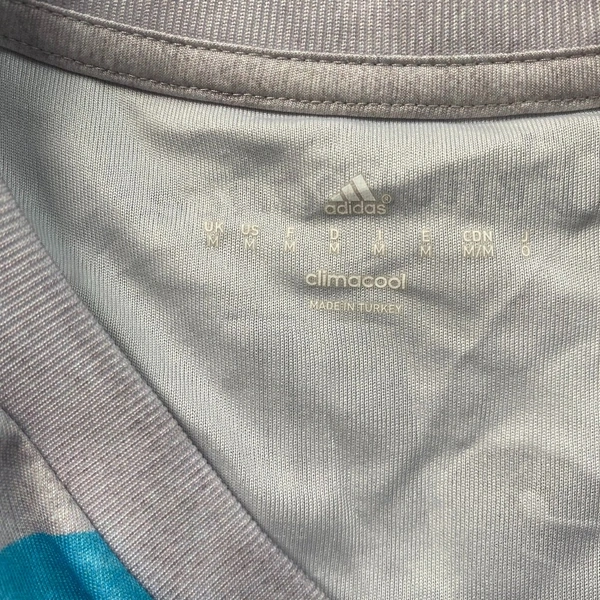 adidas®
UK US F D I E CDN J
M M M M M M M/M O
climacool
MADE IN TURKEY